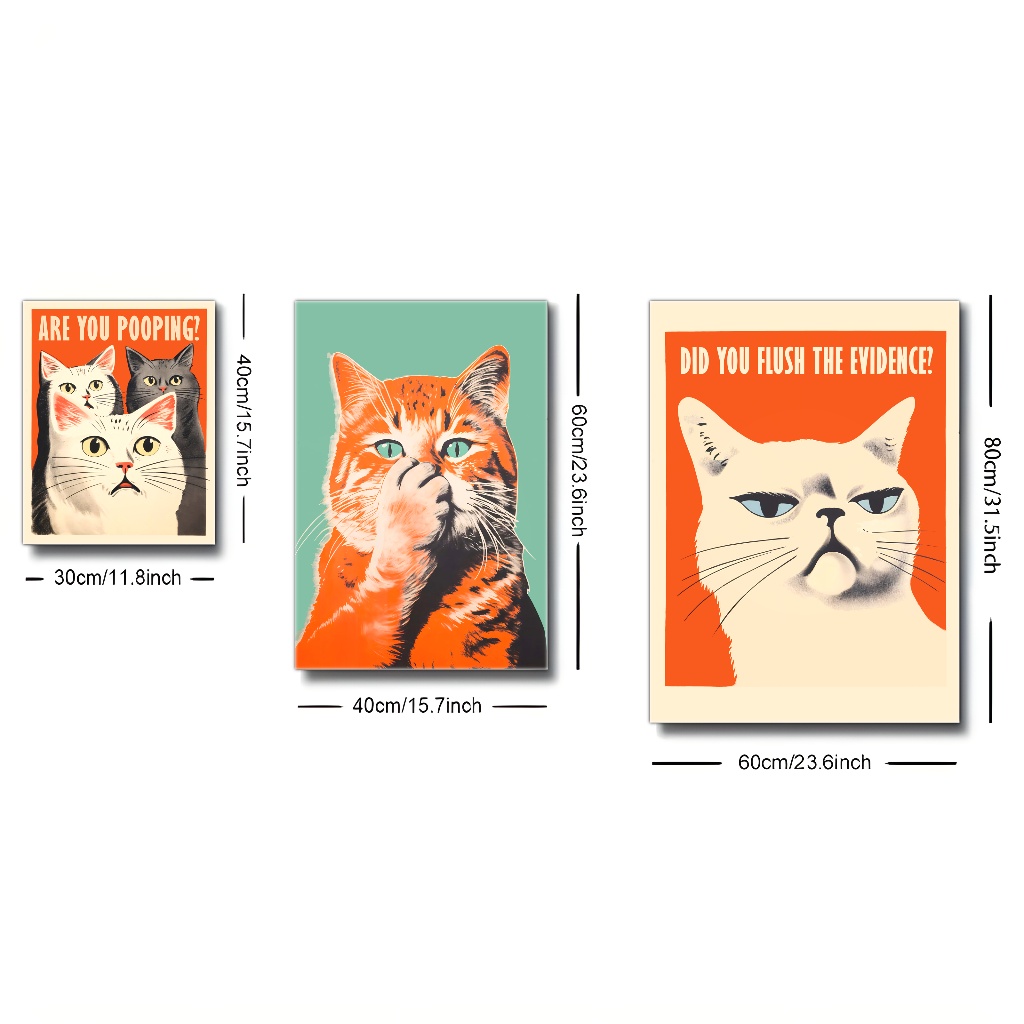 ARE YOU POOPING?
40cm/15.7inch
30cm/11.8inch
60cm/23.6inch
40cm/15.7inch
DID YOU FLUSH THE EVIDENCE?
80cm/31.5inch
60cm/23.6inch